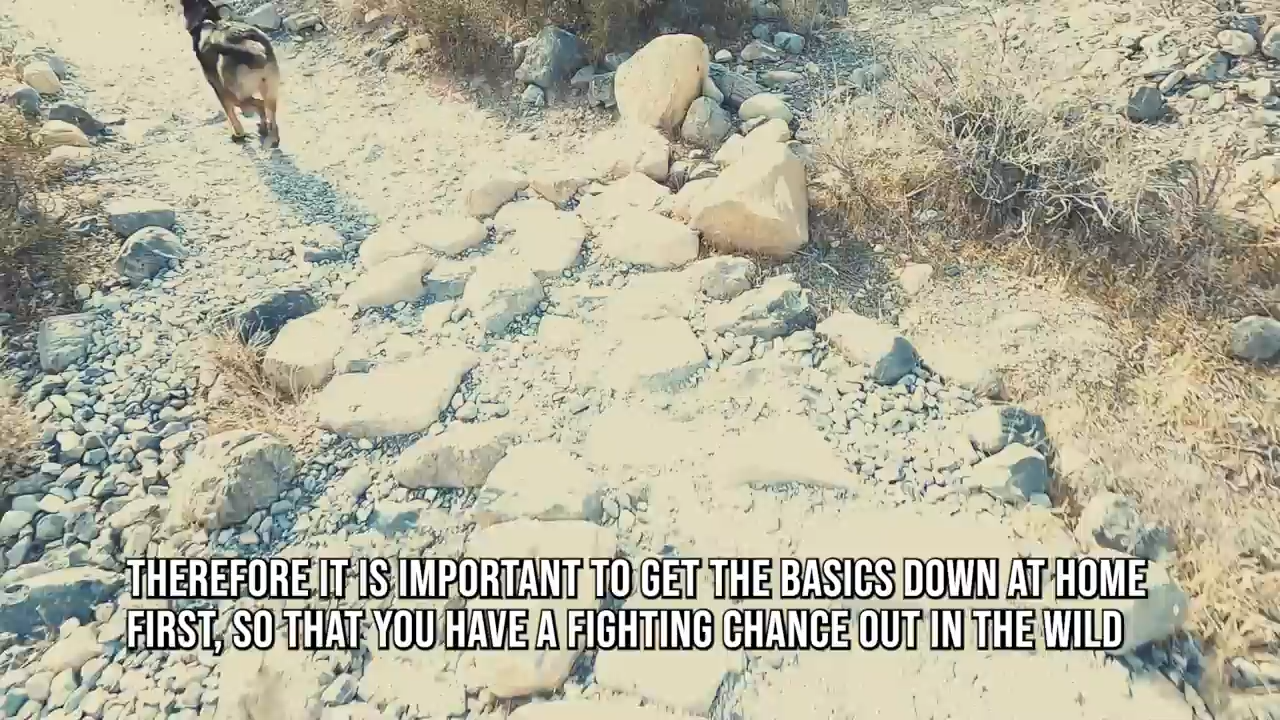 THEREFORE IT IS IMPORTANT TO GET THE BASICS DOWN AT HOME
FIRST, SO THAT YOU HAVE A FIGHTING CHANCE OUT IN THE WILD